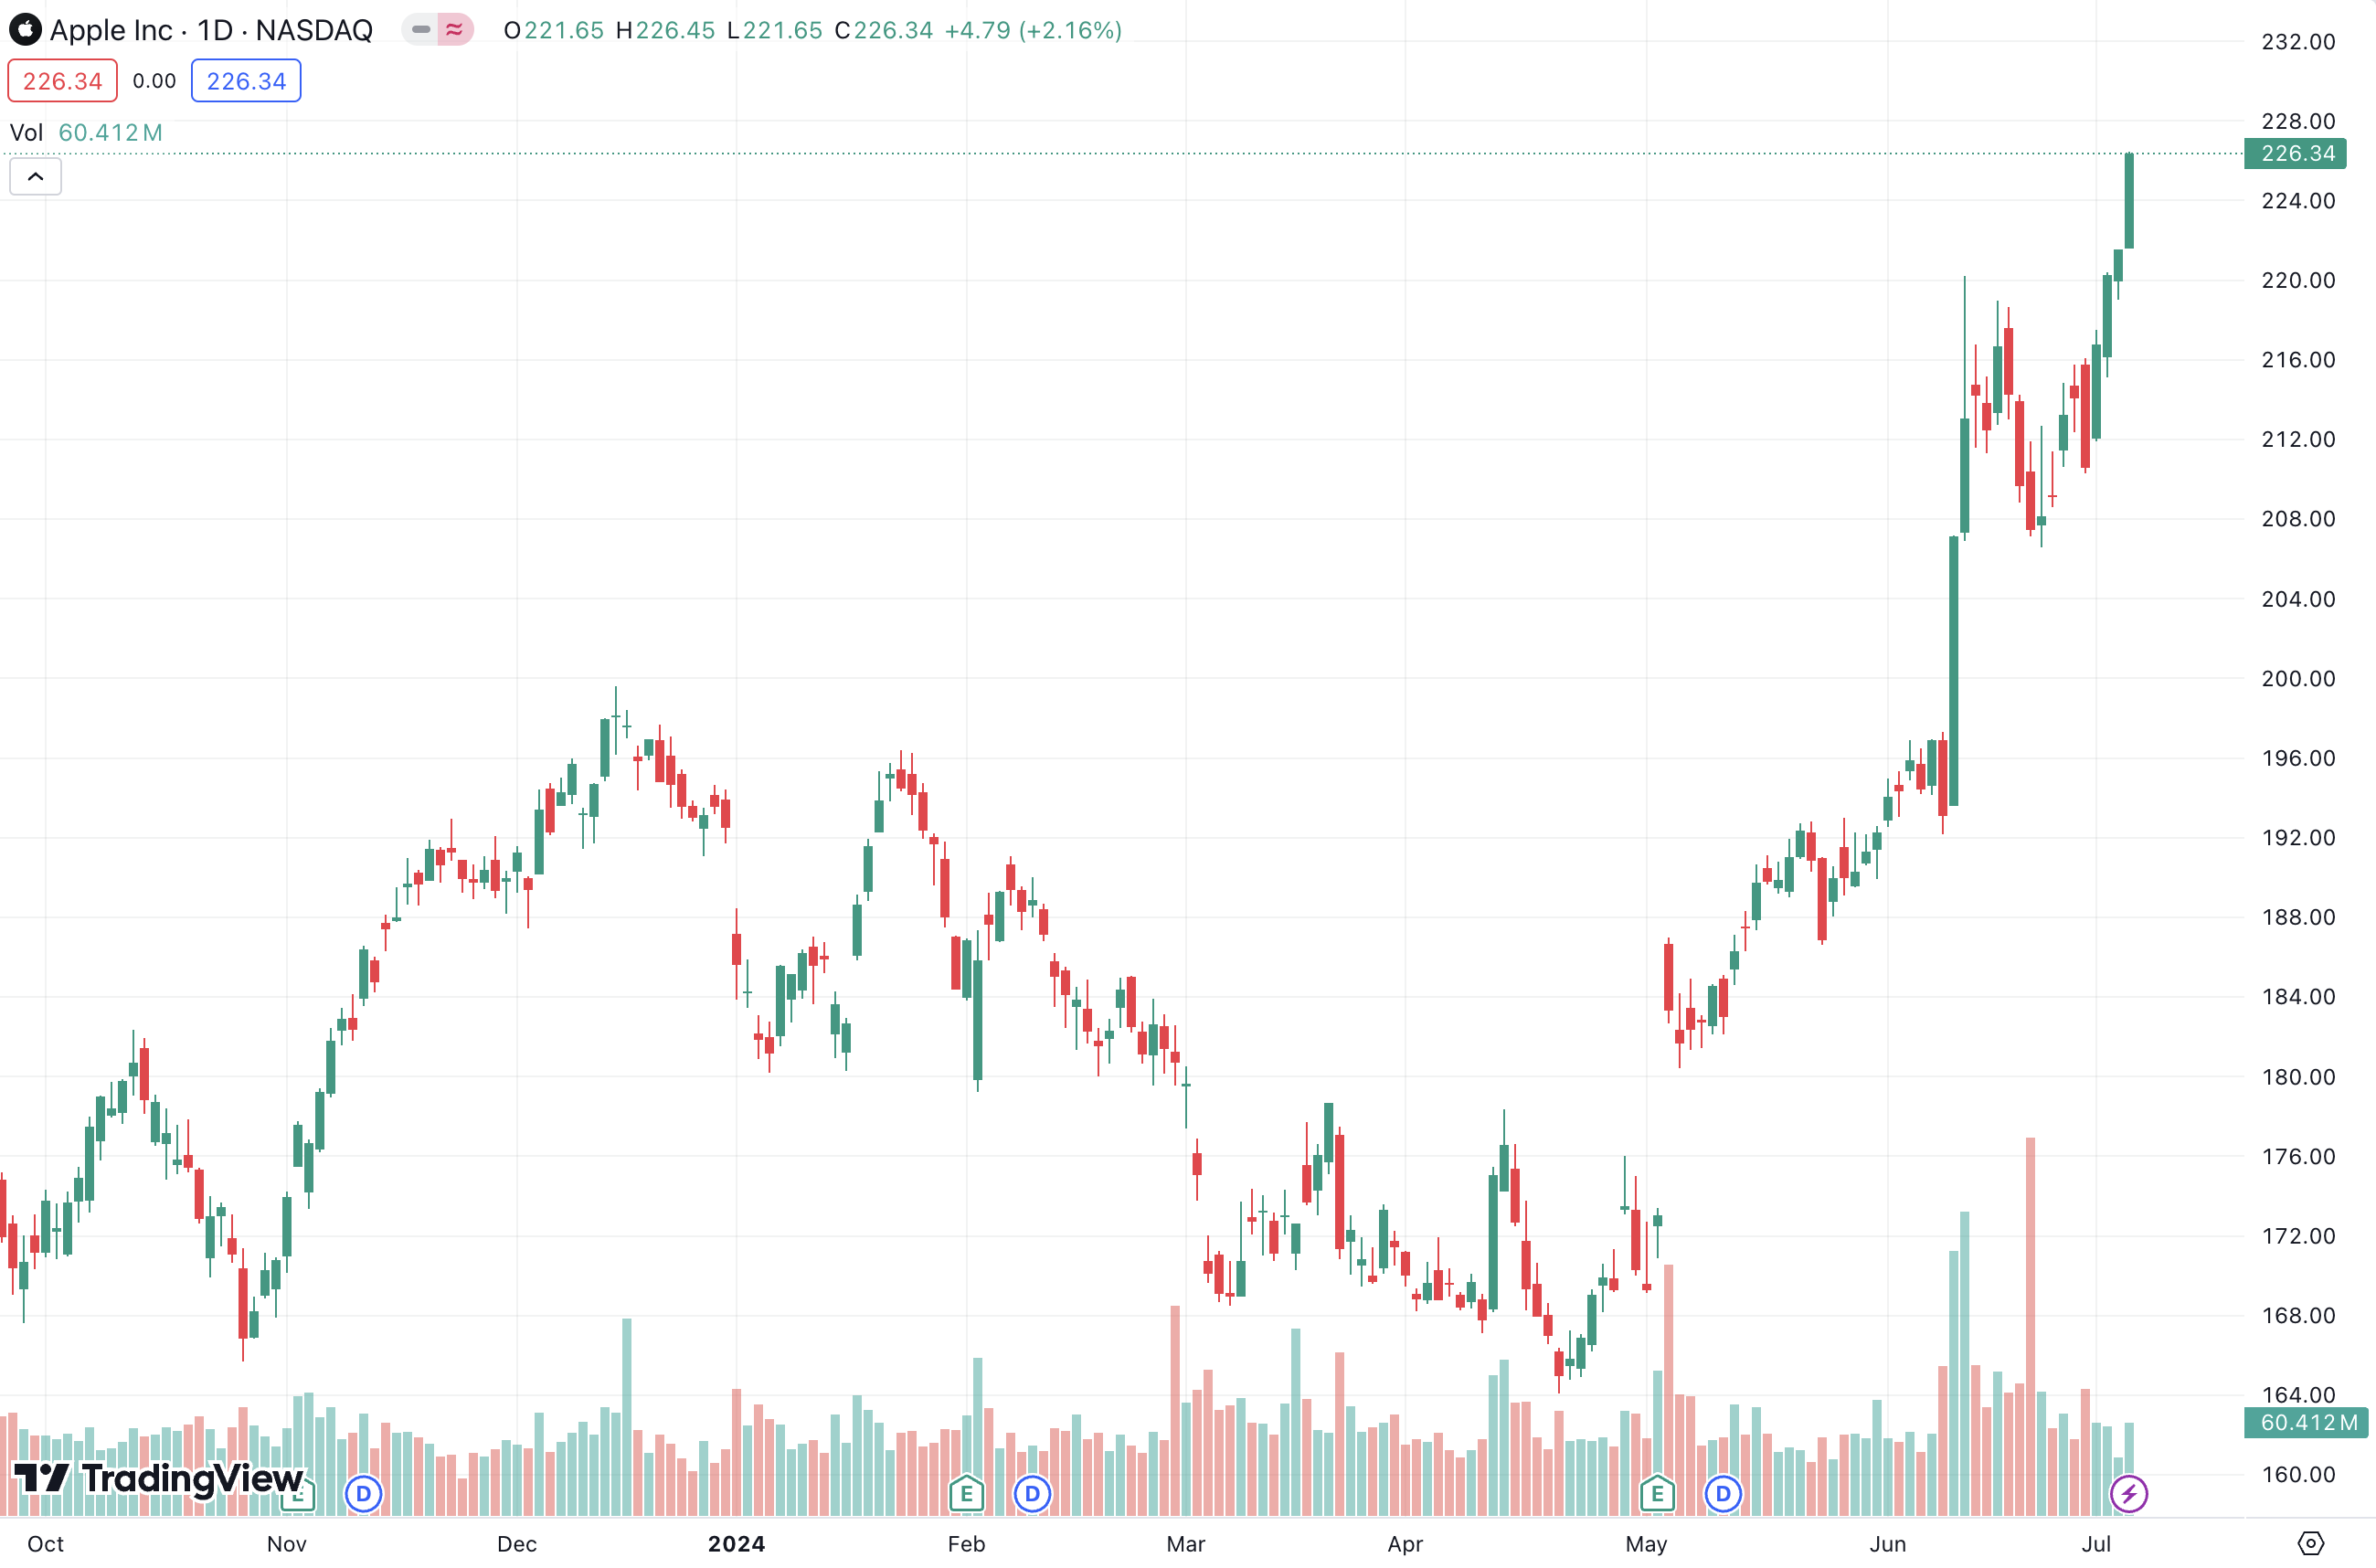 Apple Inc · 1D · NASDAQ O221.65 H226.45 L221.65 C226.34 +4.79 (+2.16%)
226.34 0.00 226.34
Vol 60.412M
232.00
228.00
226.34
224.00
220.00
216.00
212.00
208.00
204.00
200.00
196.00
192.00
188.00
184.00
180.00
176.00
172.00
168.00
164.00
60.412M
160.00
TradingView
E D E D E D
Oct Nov Dec 2024 Feb Mar Apr May Jun Jul